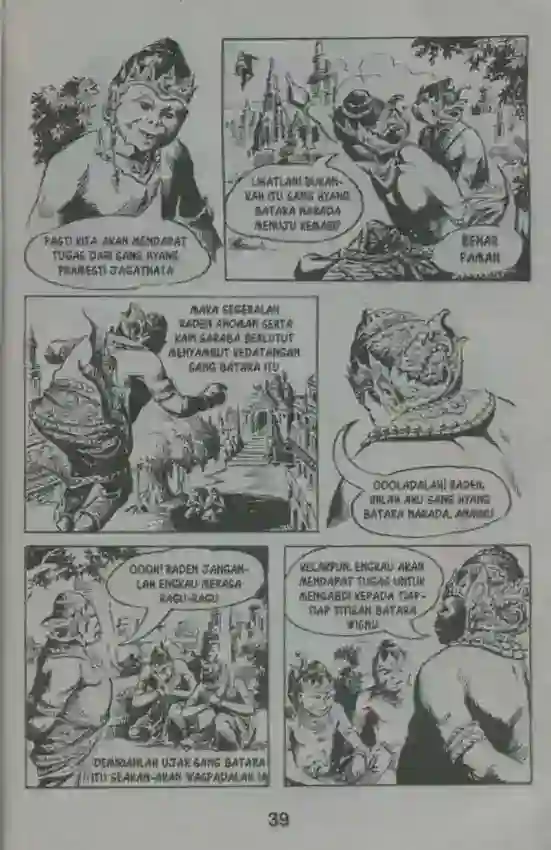 PASTI KITA AKAN MENDAPAT
TUGAS DARI SANG HYANG
PRAMESTI JAGATNATA
LIHATLAH! BUKAN-
KAH ITU SANG HYANG
BATARA NARADA
MENUJU KEMARI?
BENAR
PAMAN
MAKA SEGERALAH
RADEN ANOMAN SERTA
KAPI SARABA BERLUTUT
MENYAMBUT KEDATANGAN
SANG BATARA ITU
OOOLADALAH! RADEN,
INILAH AKU SANG HYANG
BATARA NARADA, ANAKKU
OOOH! RADEN JANGAN-
LAH ENGKAU MERASA
RAGU-RAGU
DEMIKIANLAH UJAR SANG BATARA
ITU SEAKAN-AKAN WASPADALAH IA
KELAKPUN, ENGKAU AKAN
MENDAPAT TUGAS UNTUK
MENGABDI KEPADA TIAP-
TIAP TITISAN BATARA
WISNU
39